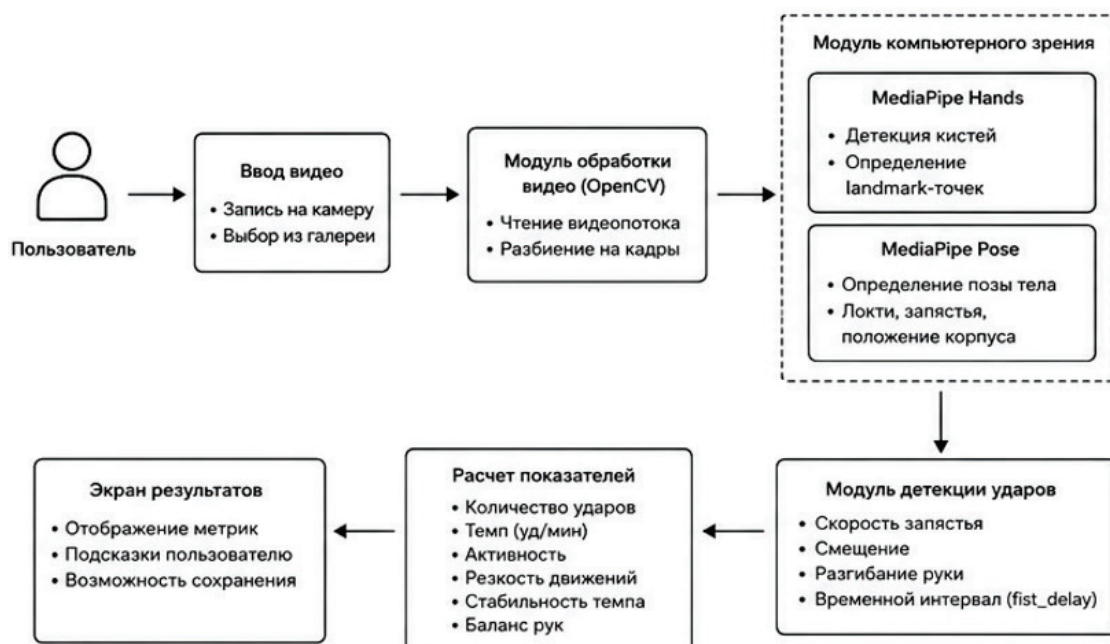 Пользователь
Ввод видео
• Запись на камеру
• Выбор из галереи
Модуль обработки
видео (OpenCV)
• Чтение видеопотока
• Разбиение на кадры
Модуль компьютерного зрения
MediaPipe Hands
• Детекция кистей
• Определение
landmark-точек
MediaPipe Pose
• Определение позы тела
• Локти, запястья,
положение корпуса
Модуль детекции ударов
• Скорость запястья
• Смещение
• Разгибание руки
• Временной интервал (fist_delay)
Расчет показателей
• Количество ударов
• Темп (уд/мин)
• Активность
• Резкость движений
• Стабильность темпа
• Баланс рук
Экран результатов
• Отображение метрик
• Подсказки пользователю
• Возможность сохранения